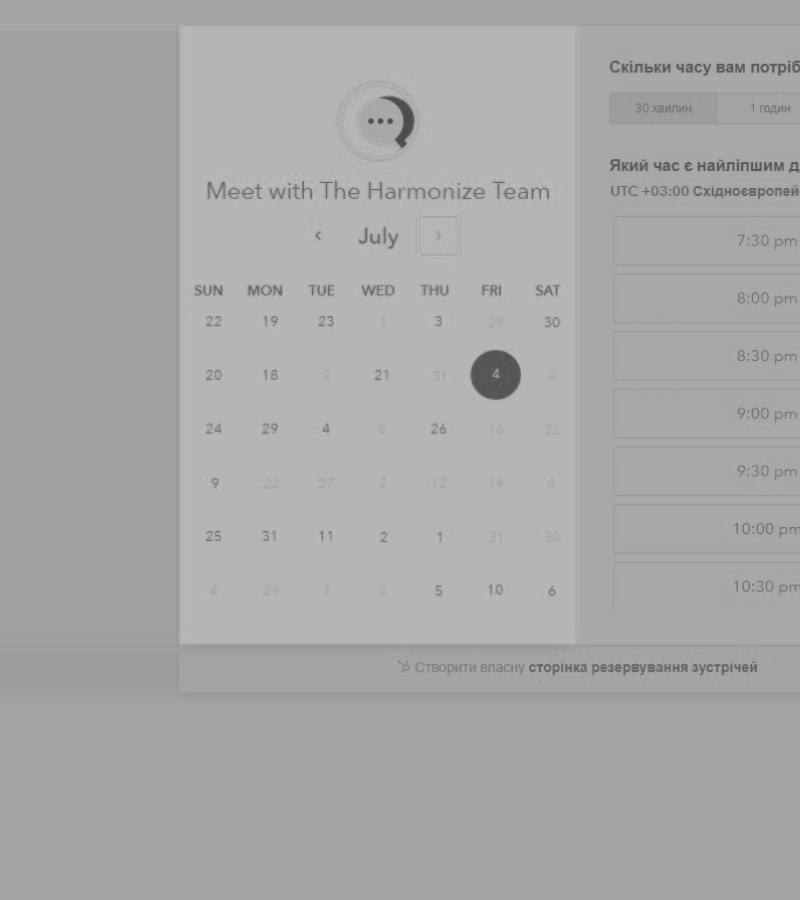 Meet with The Harmonize Team
July
SUN MON TUE WED THU FRI SAT
22 19 23 1 3 29 30
20 18 2 21 31 4 2
24 29 4 5 26 16 22
9 22 27 2 12 14 4
25 31 11 2 1 31 30
4 29 7 2 5 10 6
Скільки часу вам потріб
30 хвилин 1 годин
Який час є найліпшим д
UTC +03:00 Східноєвропей
7:30 pm
8:00 pm
8:30 pm
9:00 pm
9:30 pm
10:00 pm
10:30 pm
Створити власну сторінка резервування зустрічей